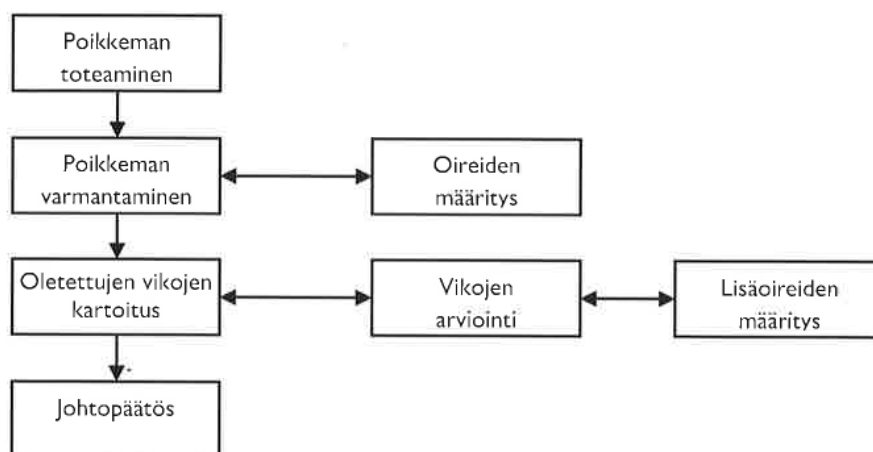 Poikkeman
toteaminen
Poikkeman
varmantaminen
Oireiden
määritys
Oletettujen vikojen
kartoitus
Vikojen
arviointi
Lisäoireiden
määritys
Johtopäätös